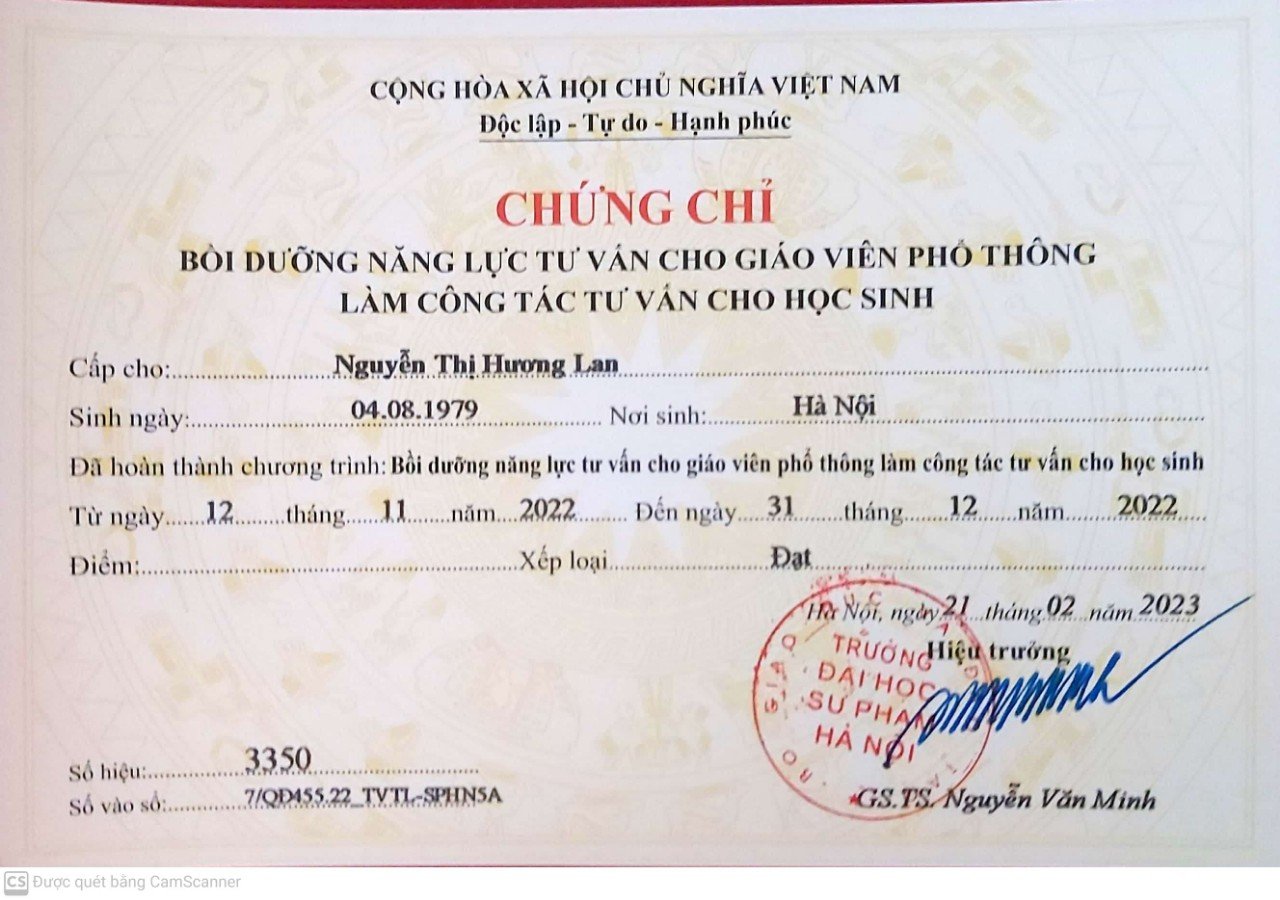 CỘNG HÒA XÃ HỘI CHỦ NGHĨA VIỆT NAM
Độc lập - Tự do - Hạnh phúc
CHỨNG CHỈ
BỒI DƯỠNG NĂNG LỰC TƯ VẤN CHO GIÁO VIÊN PHỔ THÔNG
LÀM CÔNG TÁC TƯ VẤN CHO HỌC SINH
Cấp cho: Nguyễn Thị Hương Lan
Sinh ngày: 04.08.1979 Nơi sinh: Hà Nội
Đã hoàn thành chương trình: Bồi dưỡng năng lực tư vấn cho giáo viên phổ thông làm công tác tư vấn cho học sinh
Từ ngày 12 tháng 11 năm 2022 Đến ngày 31 tháng 12 năm 2022
Điểm: Xếp loại Đạt
Hà Nội, ngày 21 tháng 02 năm 2023
Hiệu trưởng
TRƯỜNG
ĐẠI HỌC
SƯ PHẠM
HÀ NỘI
Số hiệu: 3350
Số vào sổ: 7/QĐ455.22_TVTL-SPHN5A
GS.TS. Nguyễn Văn Minh
CS Được quét bằng CamScanner